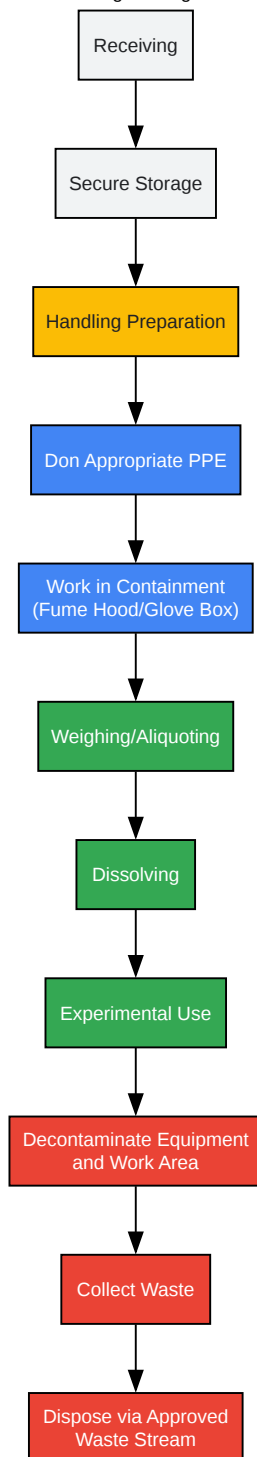 Receiving
Secure Storage
Handling Preparation
Don Appropriate PPE
Work in Containment
(Fume Hood/Glove Box)
Weighing/Aliquoting
Dissolving
Experimental Use
Decontaminate Equipment
and Work Area
Collect Waste
Dispose via Approved
Waste Stream